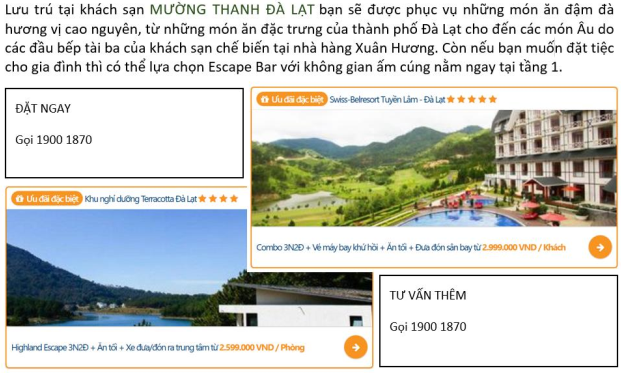 Lưu trú tại khách sạn MƯỜNG THANH ĐÀ LẠT bạn sẽ được phục vụ những món ăn đậm đà
hương vị cao nguyên, từ những món ăn đặc trưng của thành phố Đà Lạt cho đến các món Âu do
các đầu bếp tài ba của khách sạn chế biến tại nhà hàng Xuân Hương. Còn nếu bạn muốn đặt tiệc
cho gia đình thì có thể lựa chọn Escape Bar với không gian ấm cúng nằm ngay tại tầng 1.
ĐẶT NGAY
Gọi 1900 1870
Ưu đãi đặc biệt Swiss-Belresort Tuyền Lâm - Đà Lạt
Combo 3N2Đ + Vé máy bay khứ hồi + Ăn tối + Đưa đón sân bay từ 2.999.000 VND / Khách
Ưu đãi đặc biệt Khu nghỉ dưỡng Terracotta Đà Lạt
Highland Escape 3N2Đ + Ăn tối + Xe đưa/đón ra trung tâm từ 2.599.000 VND / Phòng
TƯ VẤN THÊM
Gọi 1900 1870